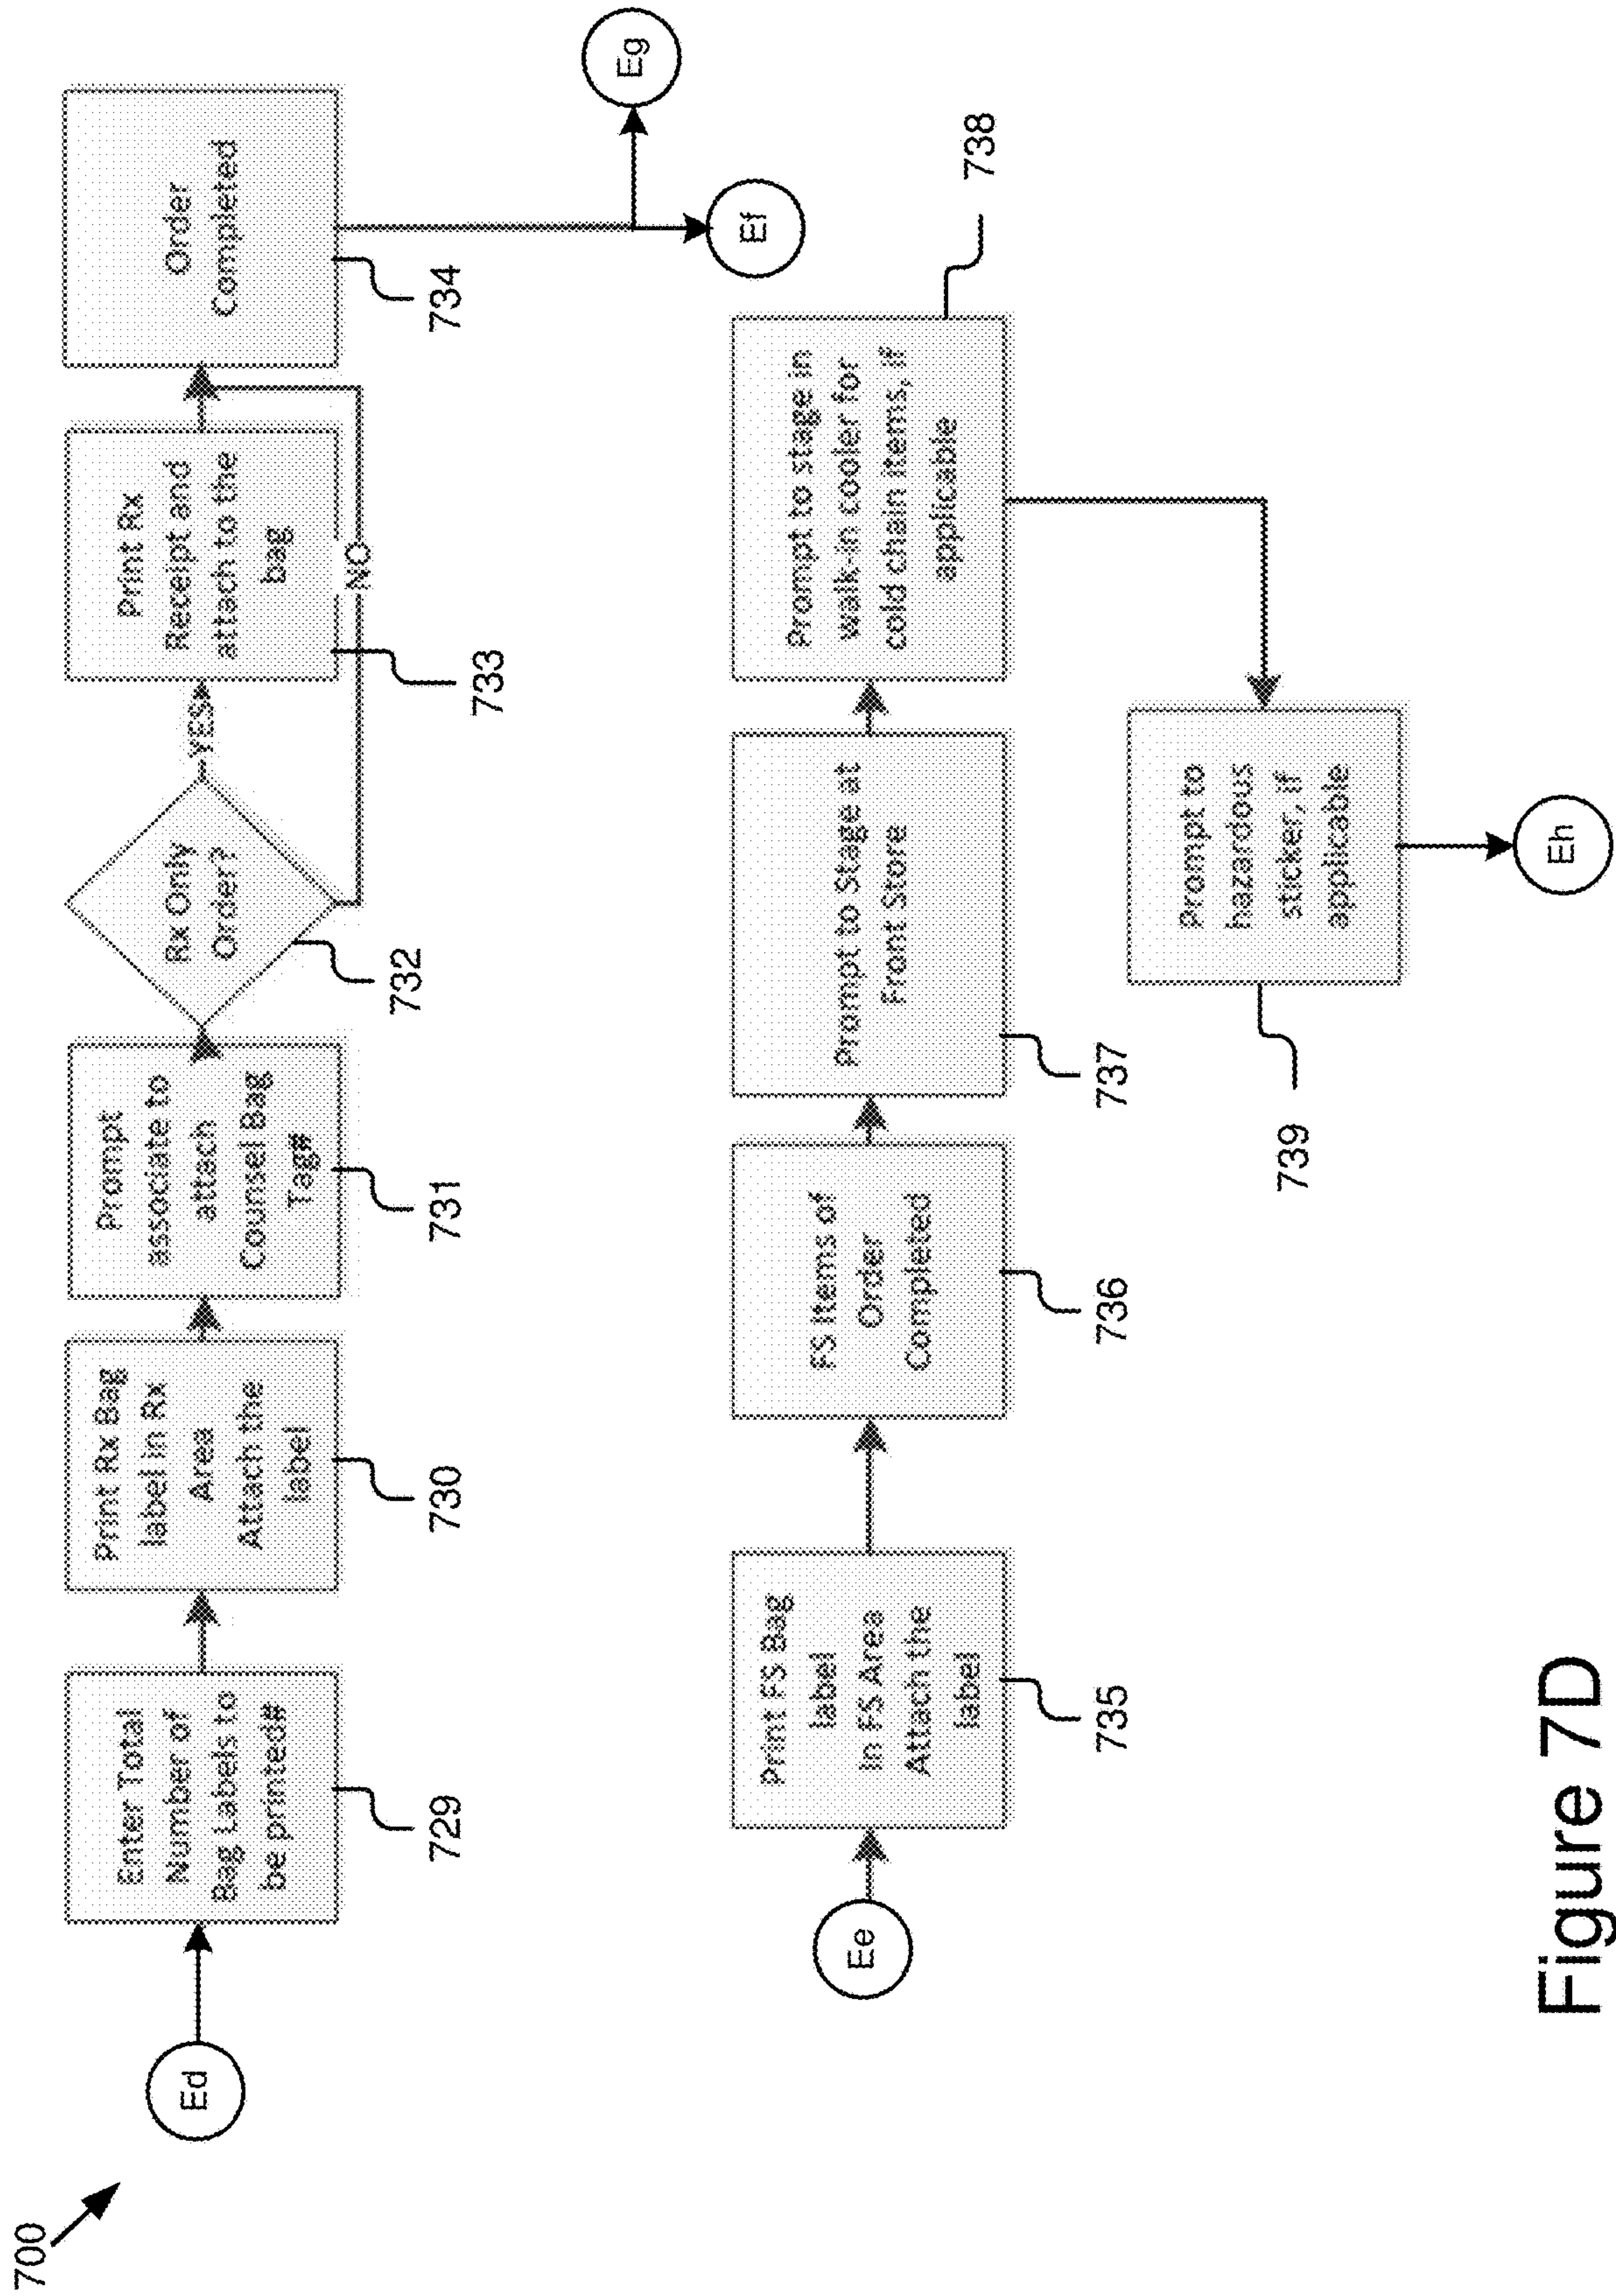 700
Ed
Enter Total
Number of
Bag Labels to
be printed#
729
Print Rx Bag
label in Rx
Area
Attach the
label
730
Prompt
associate to
attach
Counsel Bag
Tag#
731
Rx Only
Order?
732
YES
NO
Print Rx
Receipt and
attach to the
bag
733
Order
Completed
734
Eg
Ef
Ee
Print FS Bag
label
In FS Area
Attach the
label
735
FS Items of
Order
Completed
736
Prompt to Stage at
Front Store
737
Prompt to stage in
walk-in cooler for
cold chain items, if
applicable
738
Prompt to
hazardous
sticker, if
applicable
739
Eh
Figure 7D